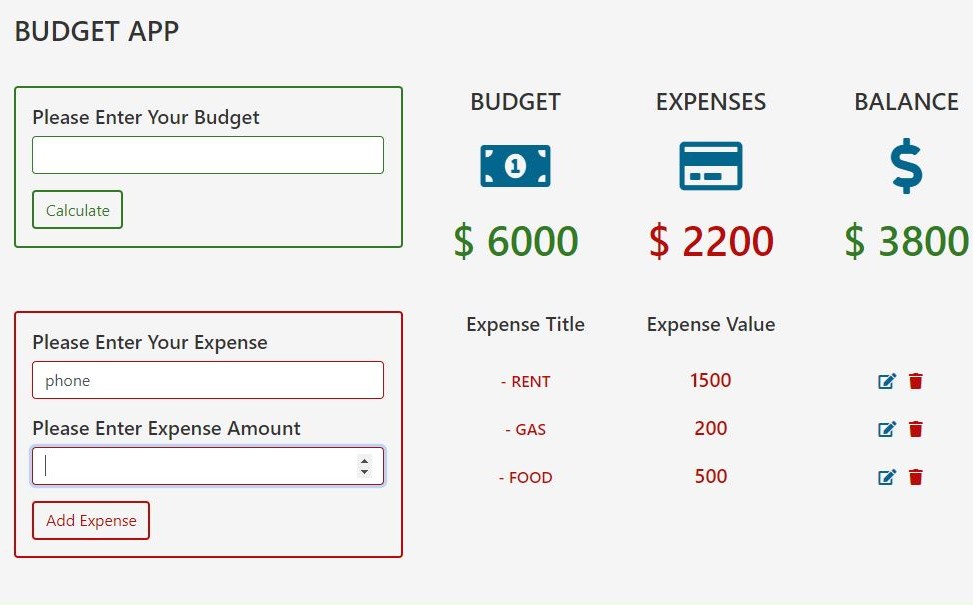 BUDGET APP
Please Enter Your Budget
Calculate
BUDGET EXPENSES BALANCE
1
$ 6000 $ 2200 $ 3800
Please Enter Your Expense
phone
Please Enter Expense Amount
Add Expense
Expense Title Expense Value
- RENT 1500
- GAS 200
- FOOD 500